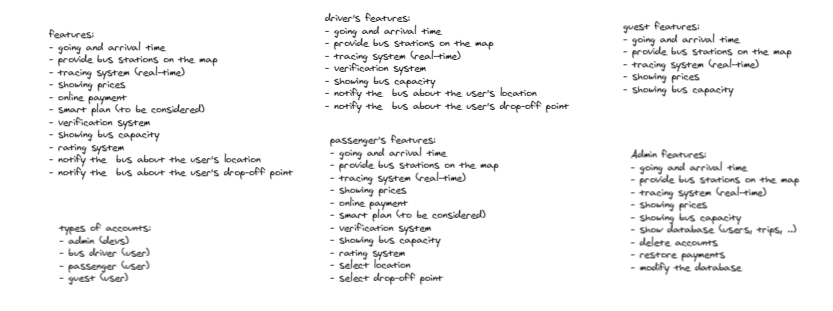 features:
- going and arrival time
- provide bus stations on the map
- tracing system (real-time)
- showing prices
- online payment
- smart plan (to be considered)
- verification system
- showing bus capacity
- rating system
- notify the bus about the user's location
- notify the bus about the user's drop-off point
types of accounts:
- admin (devs)
- bus driver (user)
- passenger (user)
- guest (user)
driver's features:
- going and arrival time
- provide bus stations on the map
- tracing system (real-time)
- verification system
- showing bus capacity
- notify the bus about the user's location
- notify the bus about the user's drop-off point
passenger's features:
- going and arrival time
- provide bus stations on the map
- tracing system (real-time)
- showing prices
- online payment
- smart plan (to be considered)
- verification system
- showing bus capacity
- rating system
- select location
- select drop-off point
guest features:
- going and arrival time
- provide bus stations on the map
- tracing system (real-time)
- showing prices
- showing bus capacity
Admin features:
- going and arrival time
- provide bus stations on the map
- tracing system (real-time)
- showing prices
- showing bus capacity
- show database (users, trips, ...)
- delete accounts
- restore payments
- modify the database